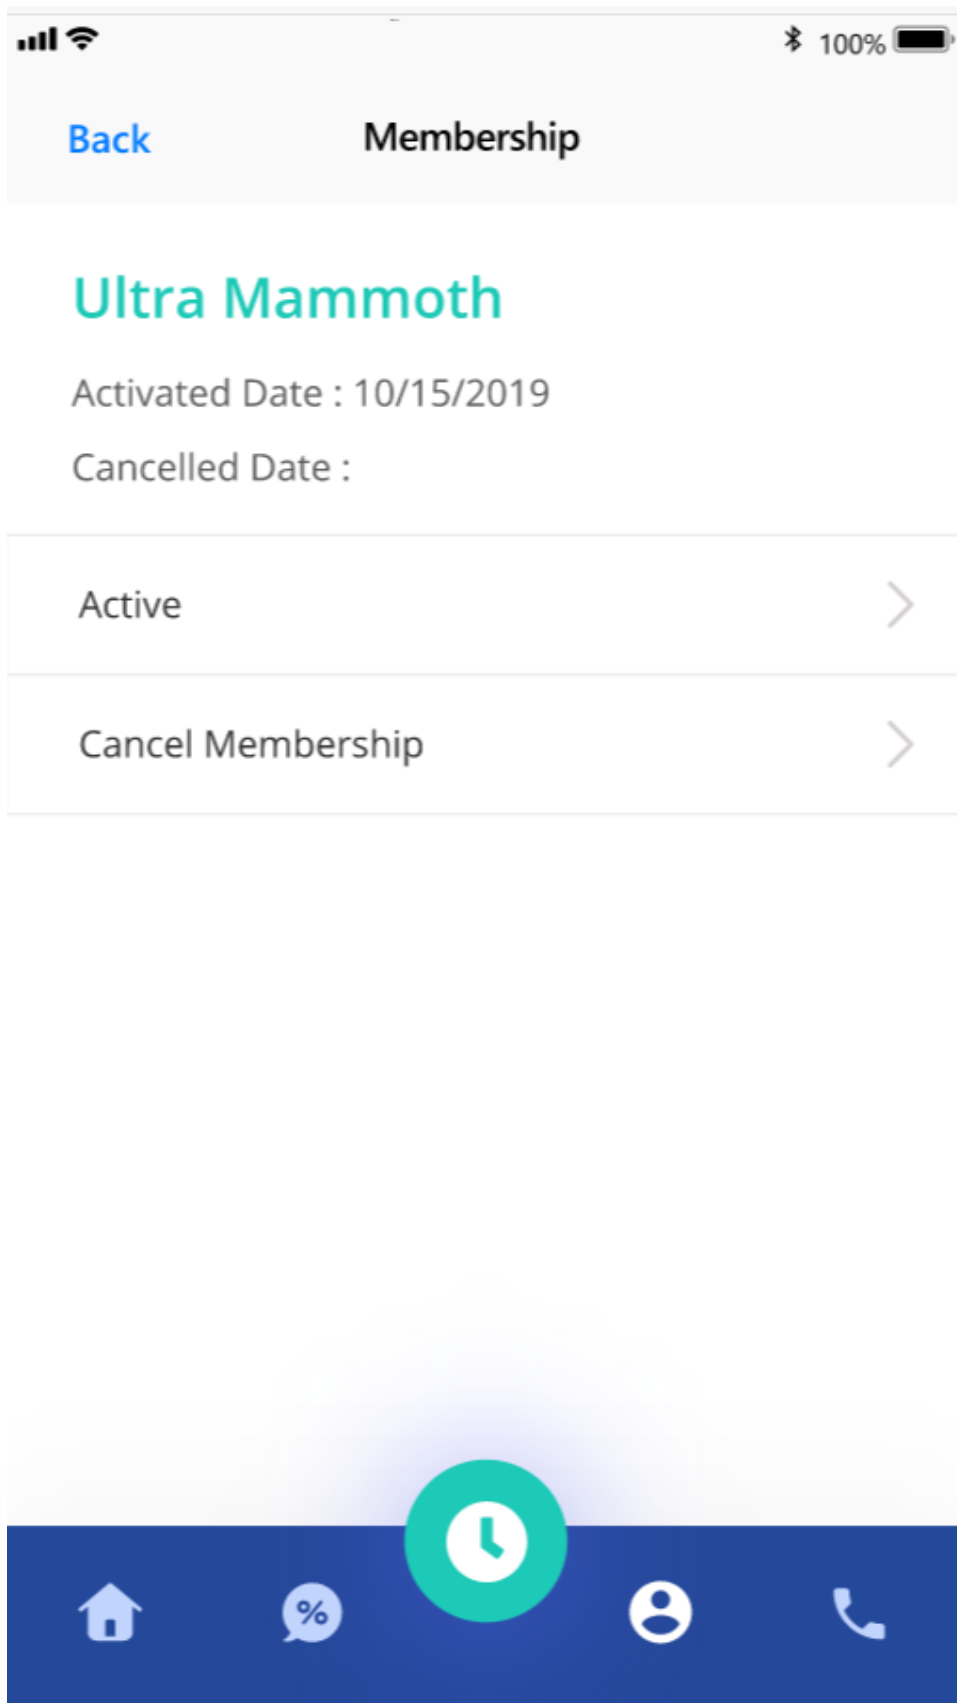 100%
Back Membership
Ultra Mammoth
Activated Date : 10/15/2019
Cancelled Date :
Active
Cancel Membership
%